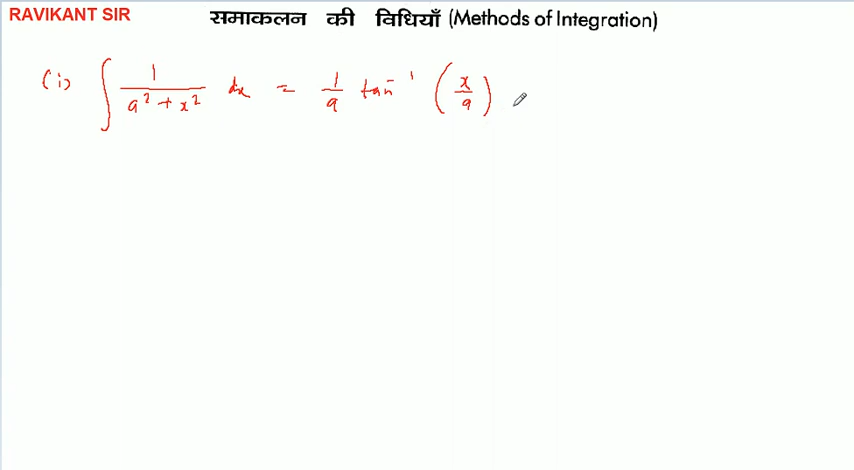 RAVIKANT SIR
समाकलन की विधियाँ (Methods of Integration)
(i) ∫ 1/(a² + x²) dx = 1/a tan⁻¹ (x/a)